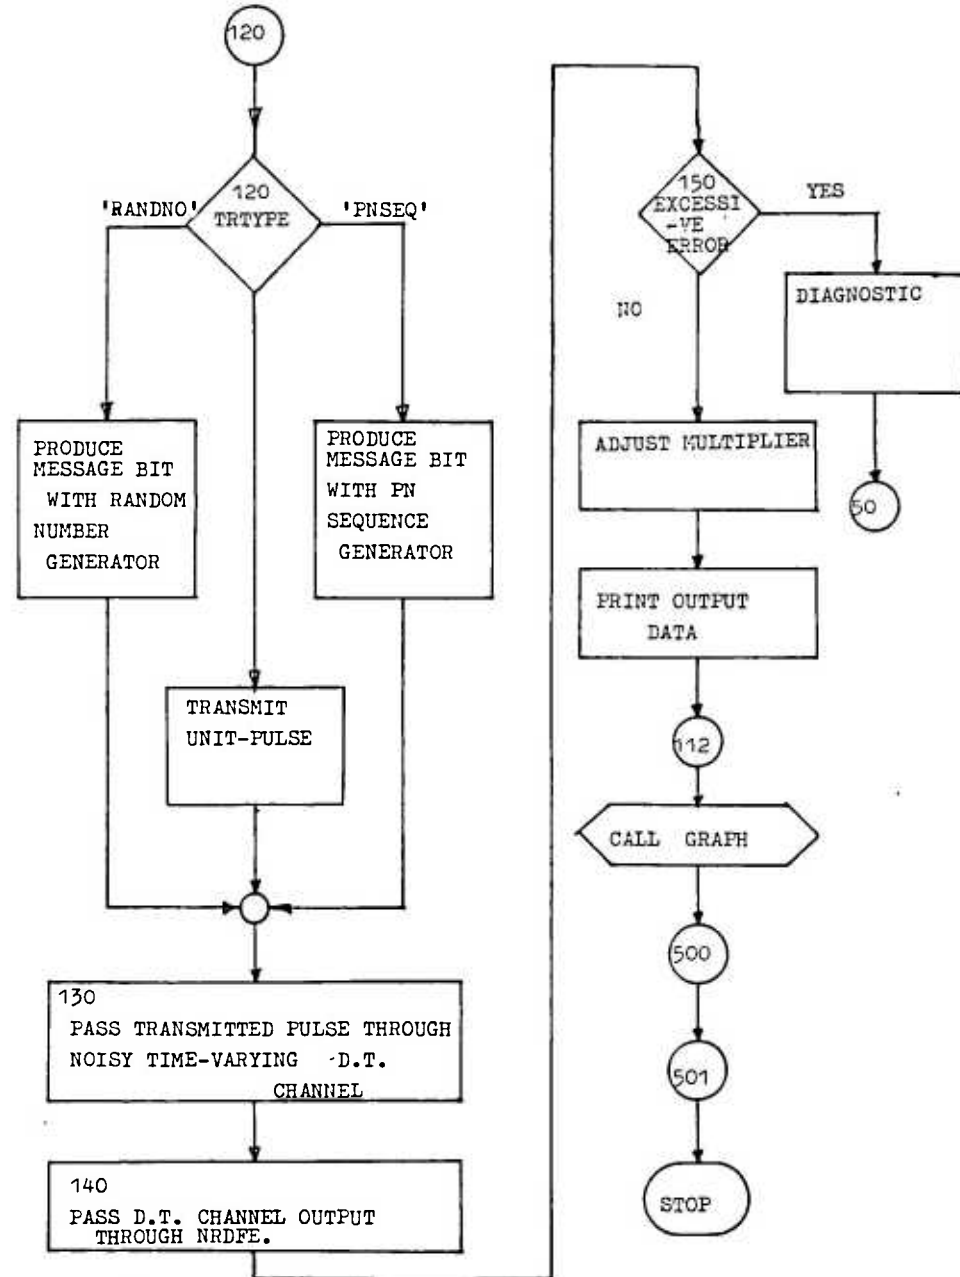 120
120
TRTYPE
'RANDNO'
'PNSEQ'
PRODUCE
MESSAGE BIT
WITH RANDOM
NUMBER
GENERATOR
PRODUCE
MESSAGE BIT
WITH PN
SEQUENCE
GENERATOR
TRANSMIT
UNIT-PULSE
130
PASS TRANSMITTED PULSE THROUGH
NOISY TIME-VARYING D.T.
CHANNEL
140
PASS D.T. CHANNEL OUTPUT
THROUGH NRDFE.
150
EXCESSI
-VE
ERROR
YES
NO
DIAGNOSTIC
50
ADJUST MULTIPLIER
PRINT OUTPUT
DATA
112
CALL GRAPH
500
501
STOP